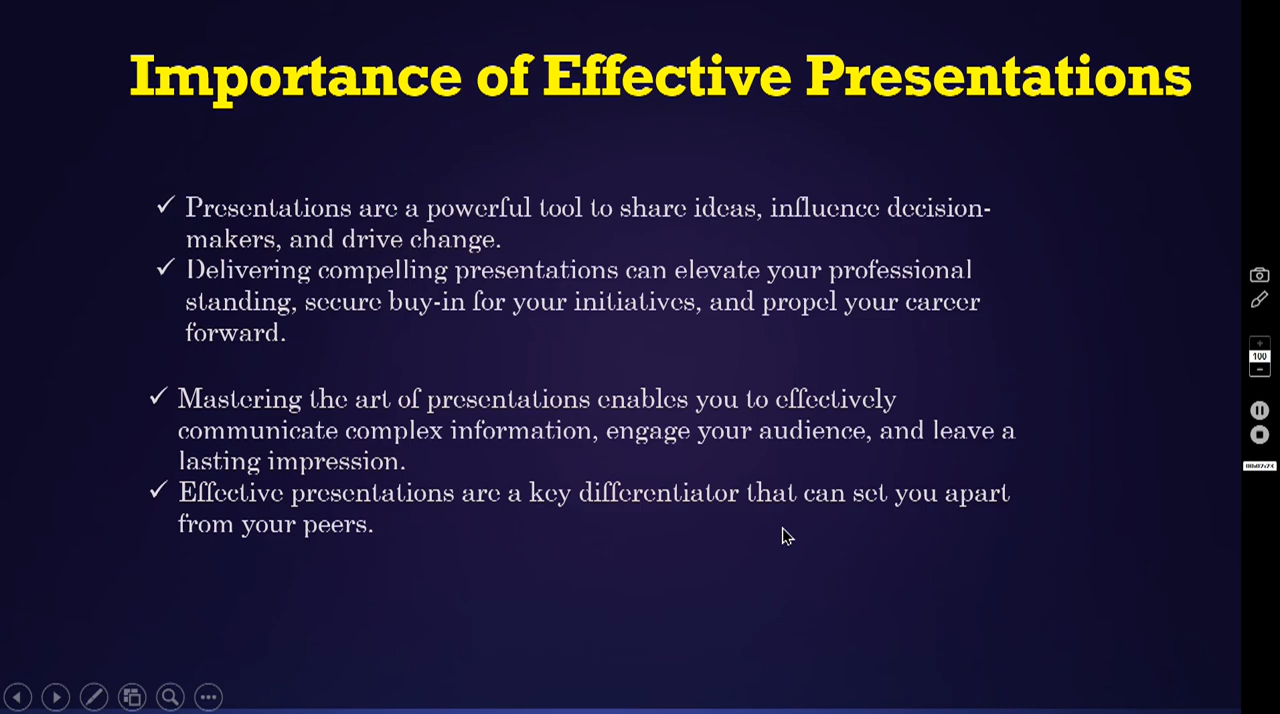 Importance of Effective Presentations
✓ Presentations are a powerful tool to share ideas, influence decision-
makers, and drive change.
✓ Delivering compelling presentations can elevate your professional
standing, secure buy-in for your initiatives, and propel your career
forward.
✓ Mastering the art of presentations enables you to effectively
communicate complex information, engage your audience, and leave a
lasting impression.
✓ Effective presentations are a key differentiator that can set you apart
from your peers.
100